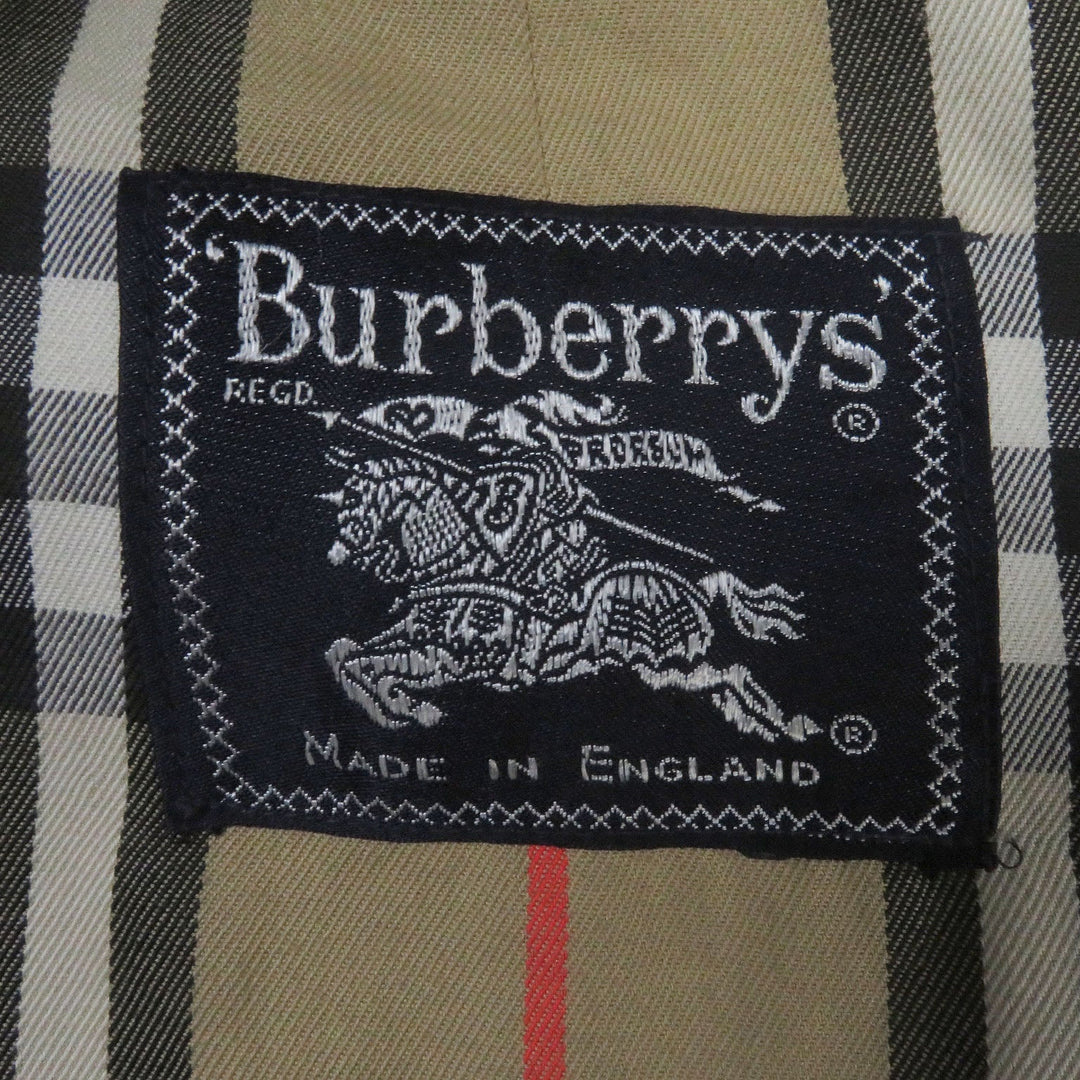 'Burberrys'
REGD.
®
PRORSUM
B
®
MADE IN ENGLAND